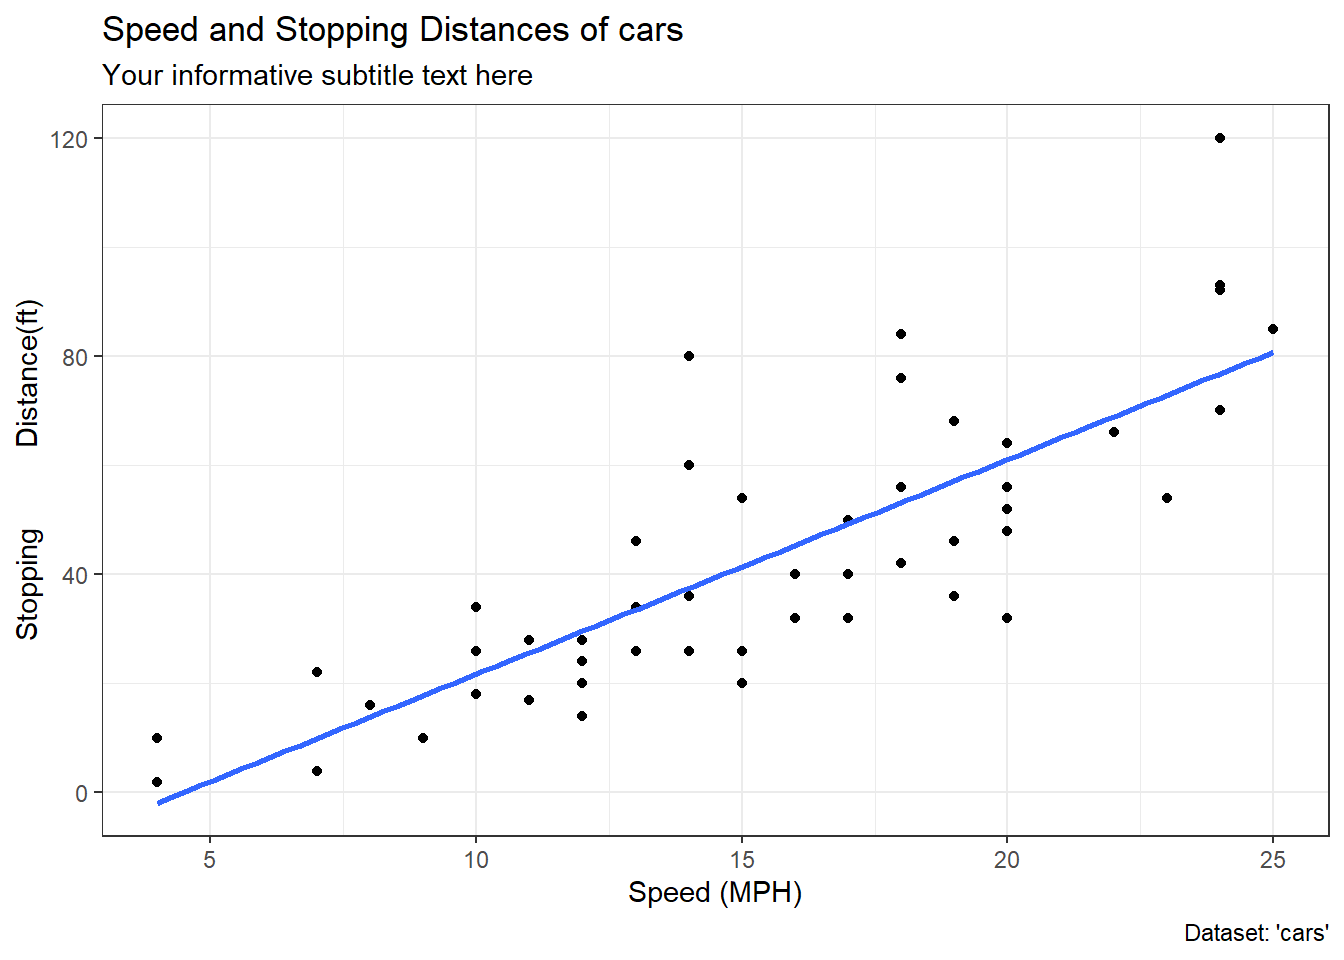 Speed and Stopping Distances of cars
Your informative subtitle text here
120
80
40
0
Stopping Distance(ft)
5 10 15 20 25
Speed (MPH)
Dataset: 'cars'